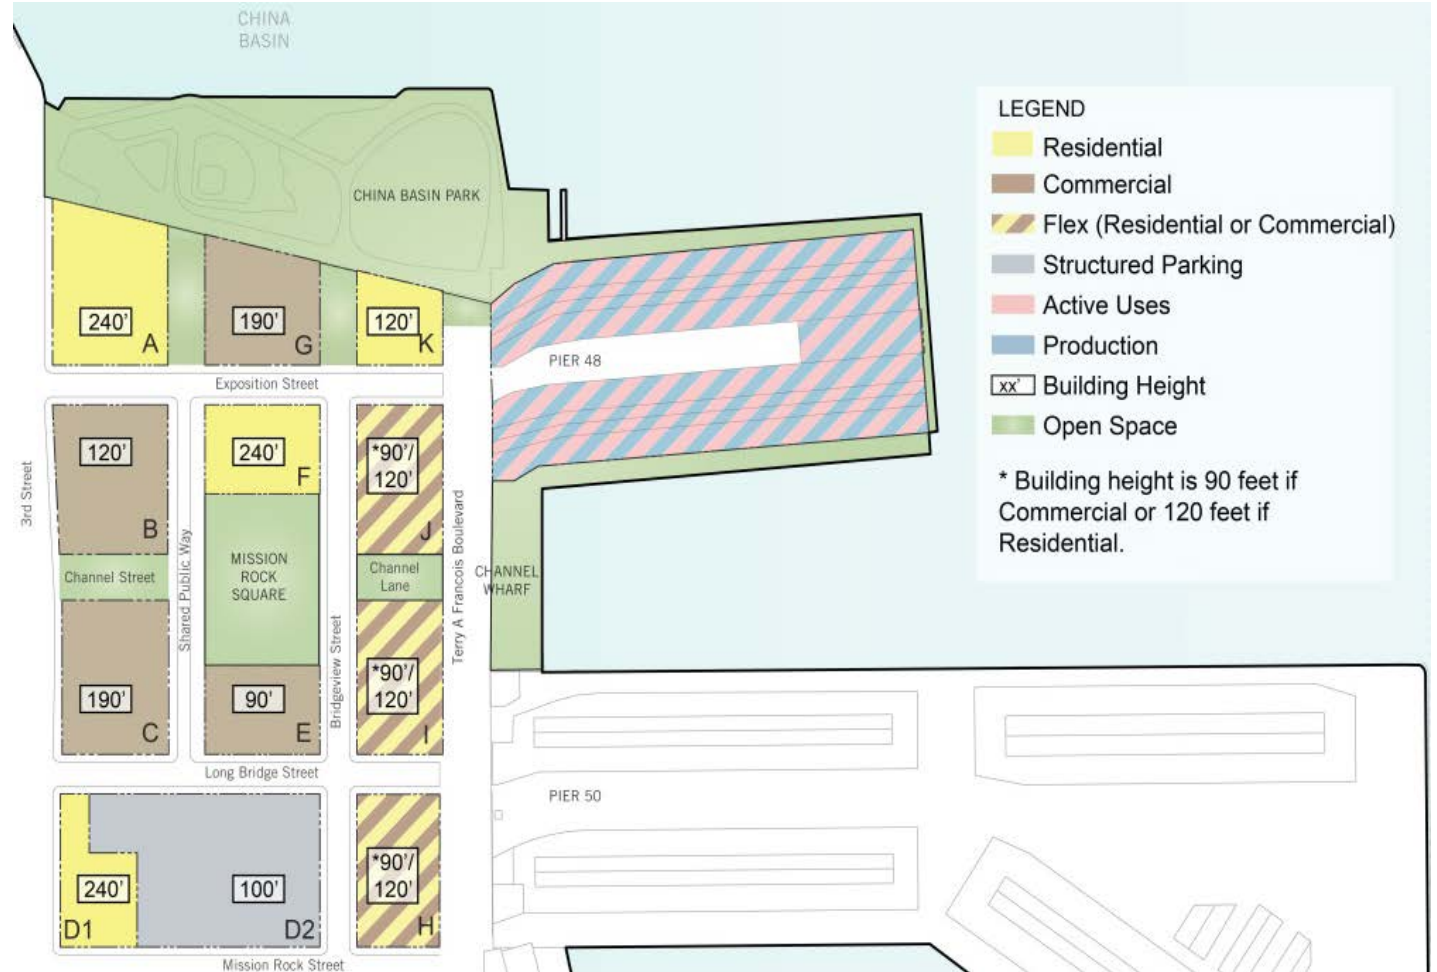 CHINA
BASIN
CHINA BASIN PARK
240'
A
190'
G
120'
K
Exposition Street
PIER 48
3rd Street
120'
B
240'
F
*90'/
120'
J
Channel Street
Shared Public Way
MISSION
ROCK
SQUARE
Bridgeview Street
Channel
Lane
Terry A Francois Boulevard
CHANNEL
WHARF
190'
C
90'
E
*90'/
120'
I
Long Bridge Street
PIER 50
240'
D1
100'
D2
*90'/
120'
H
Mission Rock Street
LEGEND
Residential
Commercial
Flex (Residential or Commercial)
Structured Parking
Active Uses
Production
xx' Building Height
Open Space
* Building height is 90 feet if
Commercial or 120 feet if
Residential.